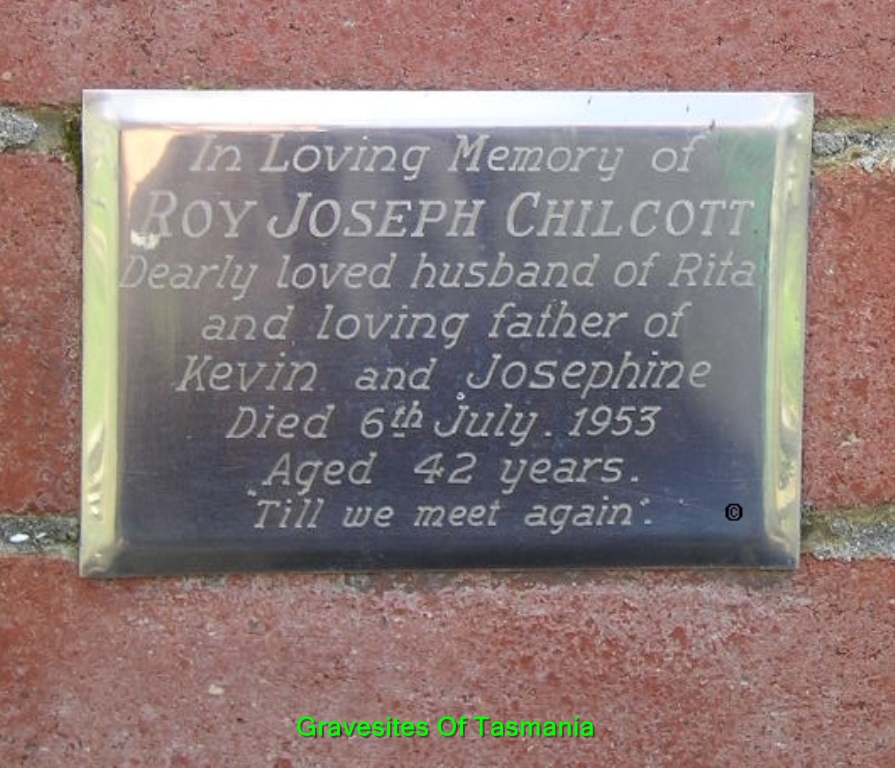 In Loving Memory of
ROY JOSEPH CHILCOTT
Dearly loved husband of Rita
and loving father of
Kevin and Josephine
Died 6th July. 1953
Aged 42 years.
"Till we meet again".
©
Gravesites Of Tasmania